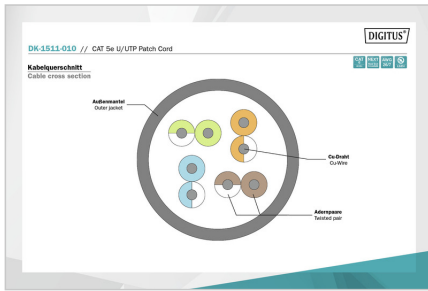 DIGITUS®
DK-1511-010 // CAT 5e U/UTP Patch Cord
Kabelquerschnitt
Cable cross section
Außenmantel
Outer jacket
Cu-Draht
Cu-Wire
Adernpaare
Twisted pair